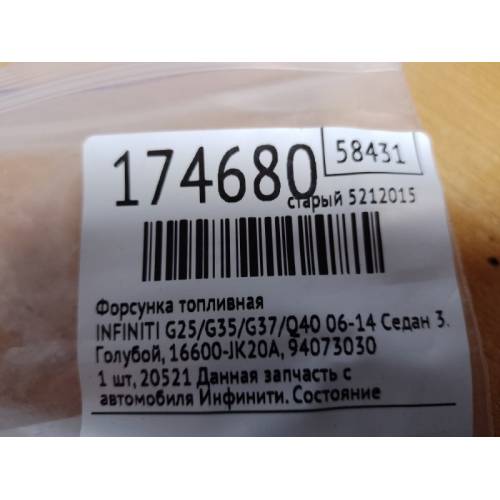 174680
58431
старый 5212015
Форсунка топливная
INFINITI G25/G35/G37/Q40 06-14 Седан 3.
Голубой, 16600-JK20A, 94073030
1 шт, 20521 Данная запчасть с
автомобиля Инфинити. Состояние